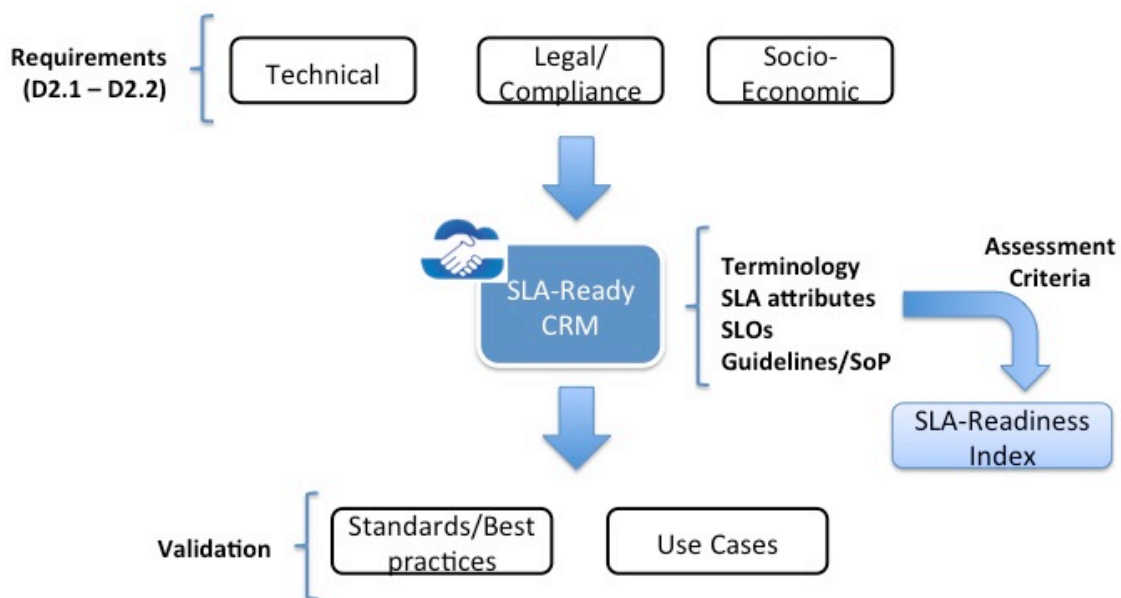 Requirements
(D2.1 – D2.2)
Technical
Legal/
Compliance
Socio-
Economic
SLA-Ready
CRM
Terminology
SLA attributes
SLOs
Guidelines/SoP
Assessment
Criteria
SLA-Readiness
Index
Validation
Standards/Best
practices
Use Cases